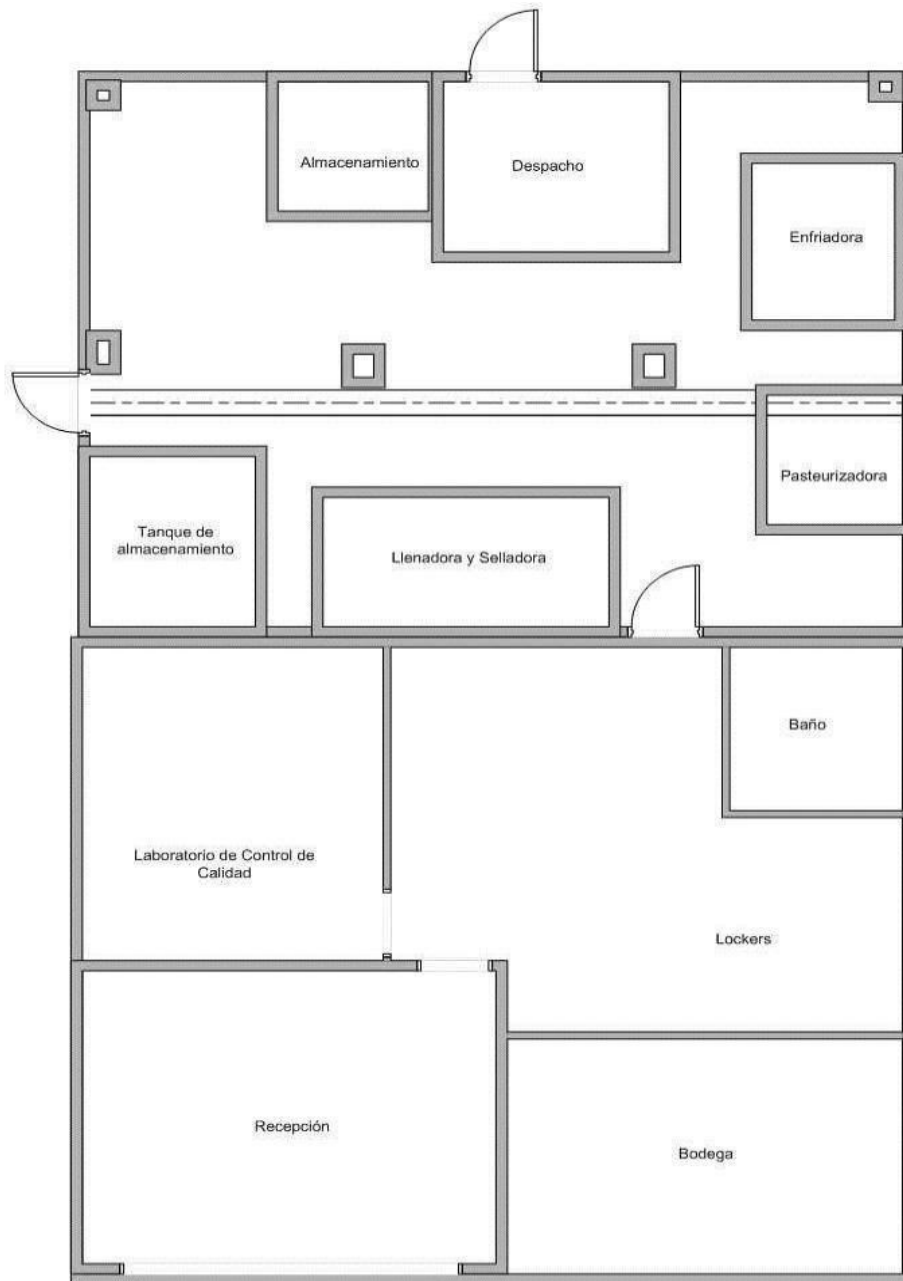 Almacenamiento
Despacho
Enfriadora
Pasteurizadora
Tanque de
almacenamiento
Llenadora y Selladora
Baño
Laboratorio de Control de
Calidad
Lockers
Recepción
Bodega